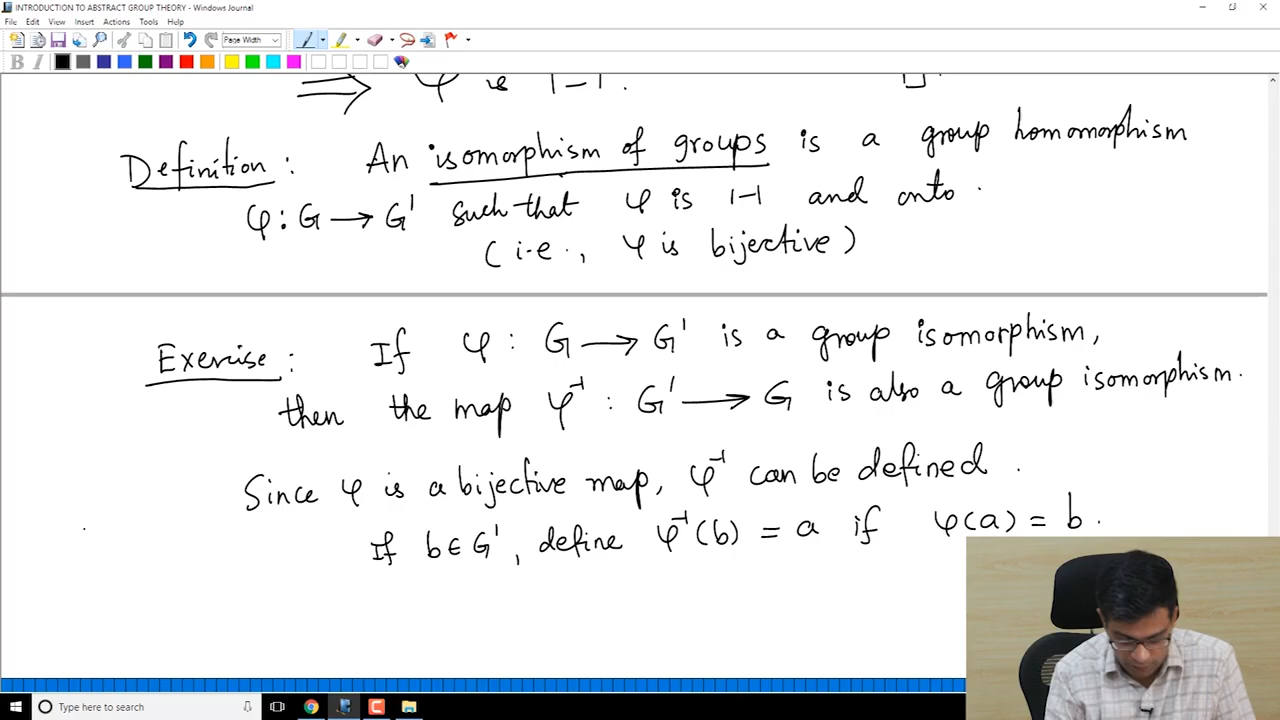 INTRODUCTION TO ABSTRACT GROUP THEORY - Windows Journal
File Edit View Insert Actions Tools Help
Page Width
B I
⟹ φ is 1-1.
Definition: An isomorphism of groups is a group homomorphism
φ: G → G' such that φ is 1-1 and onto.
(i.e., φ is bijective)
Exercise: If φ: G → G' is a group isomorphism,
then the map φ⁻¹: G' → G is also a group isomorphism.
Since φ is a bijective map, φ⁻¹ can be defined.
If b ∈ G', define φ⁻¹(b) = a if φ(a) = b.
Type here to search